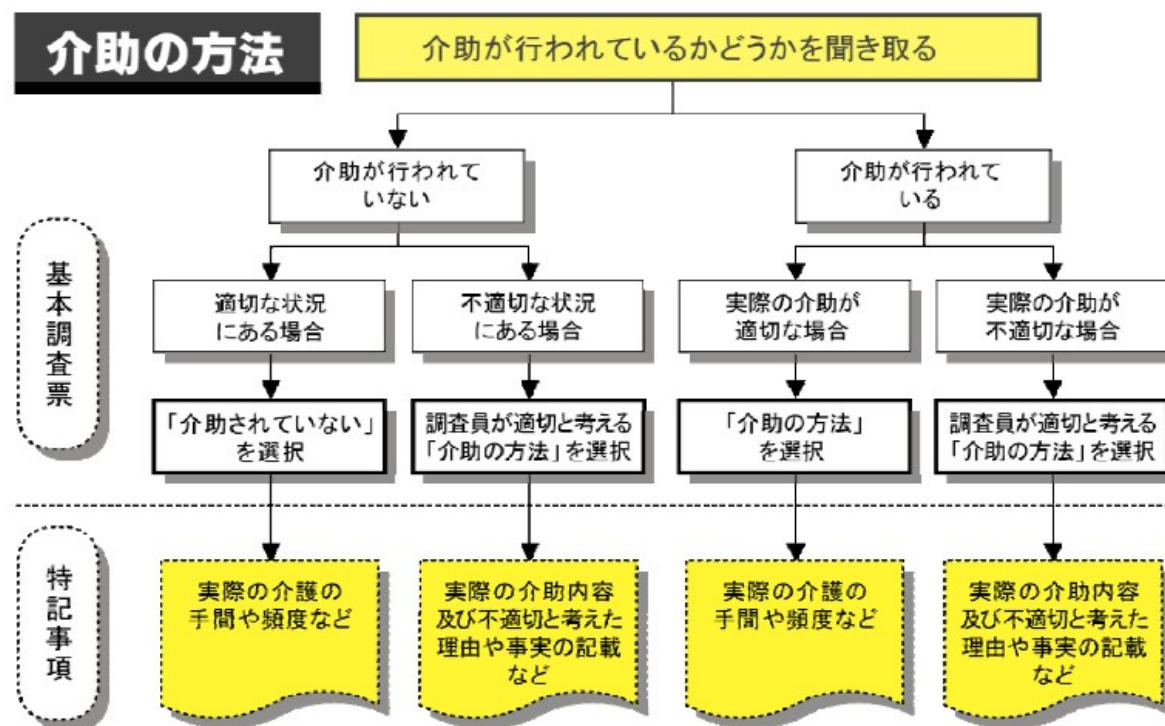 介助の方法
介助が行われているかどうかを聞き取る
介助が行われて
いない
介助が行われて
いる
基本調査票
適切な状況
にある場合
不適切な状況
にある場合
実際の介助が
適切な場合
実際の介助が
不適切な場合
「介助されていない」
を選択
調査員が適切と考える
「介助の方法」を選択
「介助の方法」
を選択
調査員が適切と考える
「介助の方法」を選択
特記事項
実際の介護の
手間や頻度など
実際の介助内容
及び不適切と考えた
理由や事実の記載
など
実際の介護の
手間や頻度など
実際の介助内容
及び不適切と考えた
理由や事実の記載
など